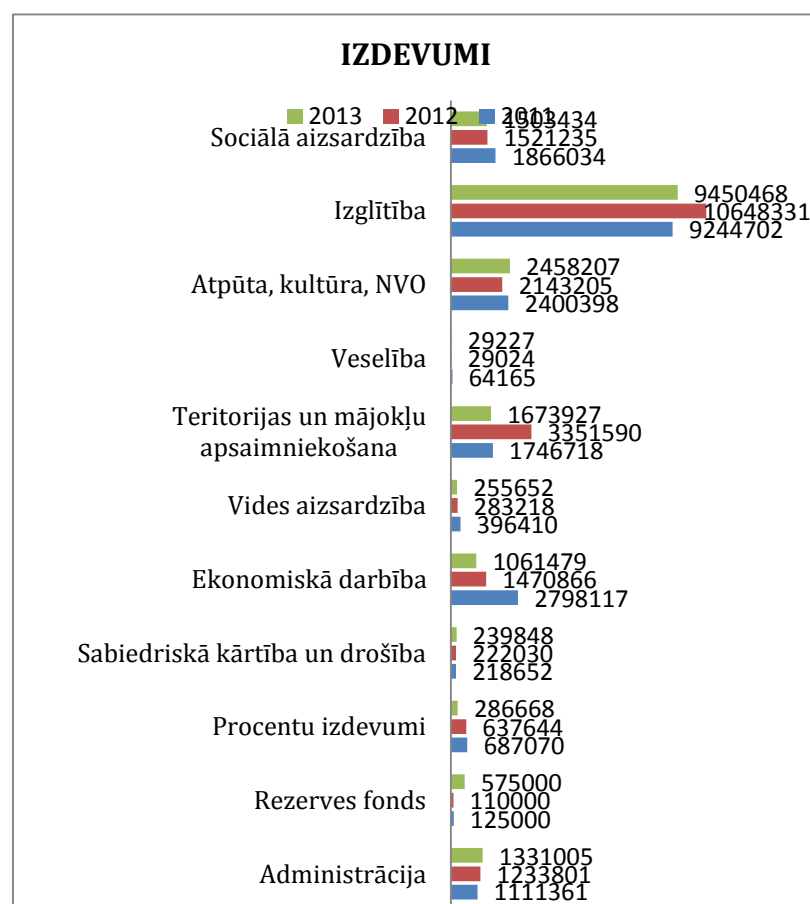 IZDEVUMI
2013 2012 2011
1503434
Sociālā aizsardzība 1521235
1866034
9450468
Izglītība 10648331
9244702
2458207
Atpūta, kultūra, NVO 2143205
2400398
29227
Veselība 29024
64165
Teritorijas un mājokļu 1673927
apsaimniekošana 3351590
1746718
255652
Vides aizsardzība 283218
396410
1061479
Ekonomiskā darbība 1470866
2798117
239848
Sabiedriskā kārtība un drošība 222030
218652
286668
Procentu izdevumi 637644
687070
575000
Rezerves fonds 110000
125000
1331005
Administrācija 1233801
1111361